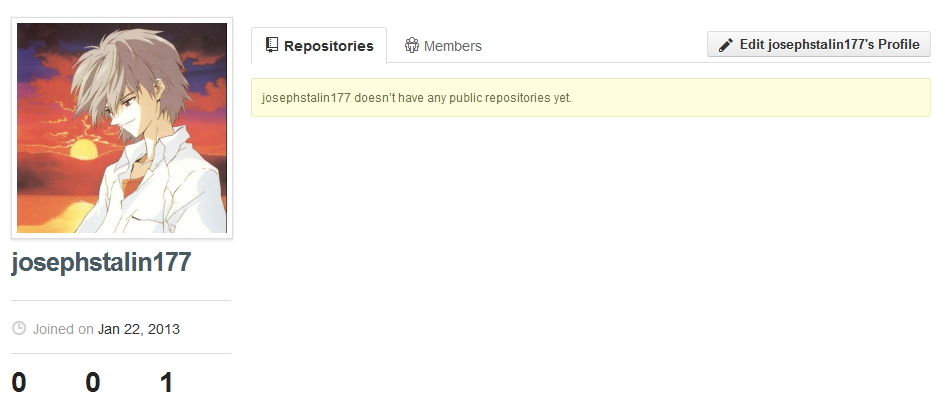 Repositories
Members
Edit josephstalin177's Profile
josephstalin177 doesn't have any public repositories yet.
josephstalin177
Joined on Jan 22, 2013
0 0 1